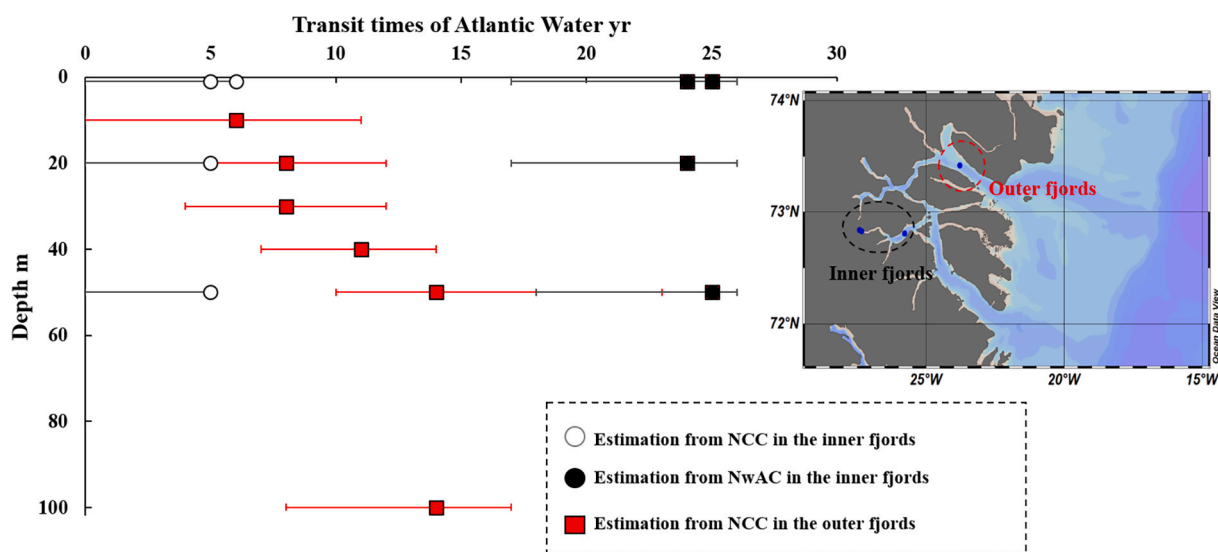 Transit times of Atlantic Water yr
0 5 10 15 20 25 30
0
20
40
60
80
100
Depth m
74°N
73°N
72°N
25°W 20°W 15°W
Outer fjords
Inner fjords
Ocean Data View
Estimation from NCC in the inner fjords
Estimation from NwAC in the inner fjords
Estimation from NCC in the outer fjords